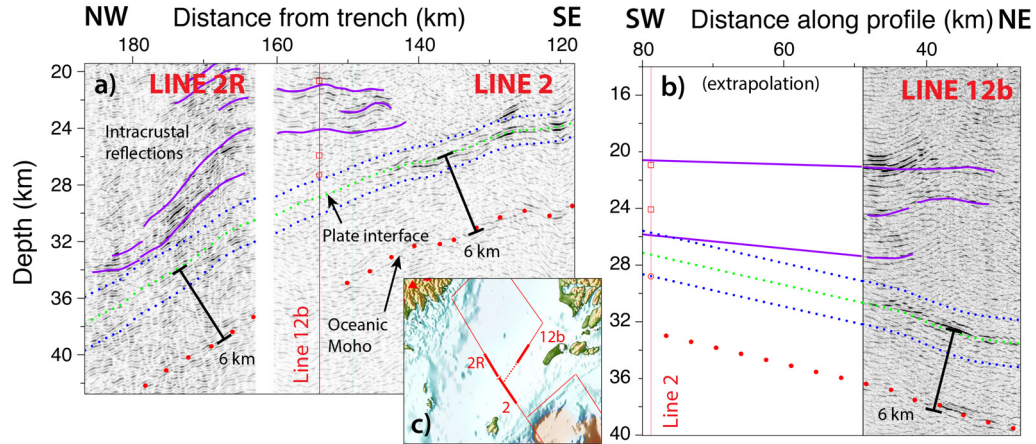 NW Distance from trench (km) SE
180 160 140 120
a) LINE 2R LINE 2
20
24
28
32
36
40
Depth (km)
Intracrustal
reflections
Plate interface
6 km
6 km
Oceanic
Moho
Line 12b
12b
2R
2
c)
SW Distance along profile (km) NE
80 60 40
(extrapolation)
b) LINE 12b
16
20
24
28
32
36
40
Line 2
6 km